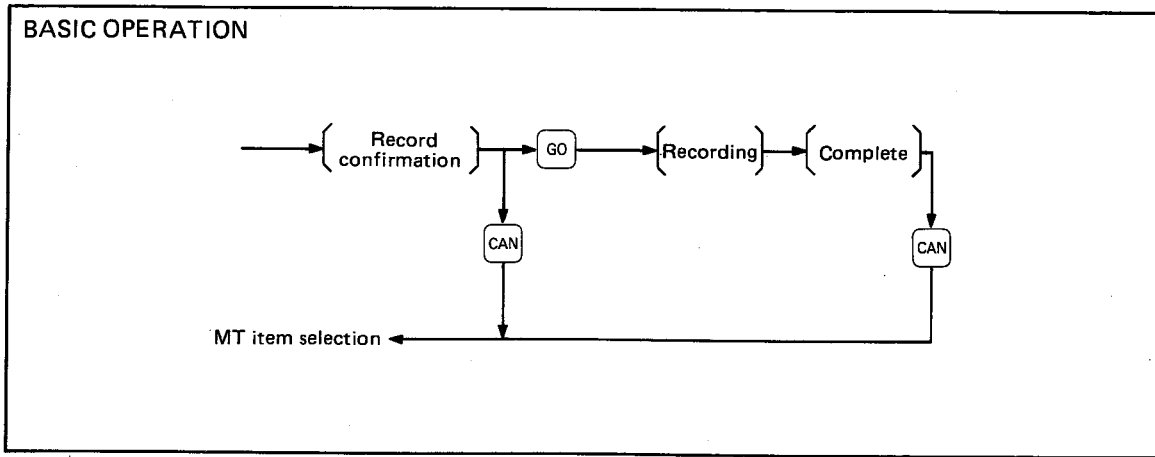 BASIC OPERATION
Record
confirmation
GO
Recording
Complete
CAN
CAN
MT item selection